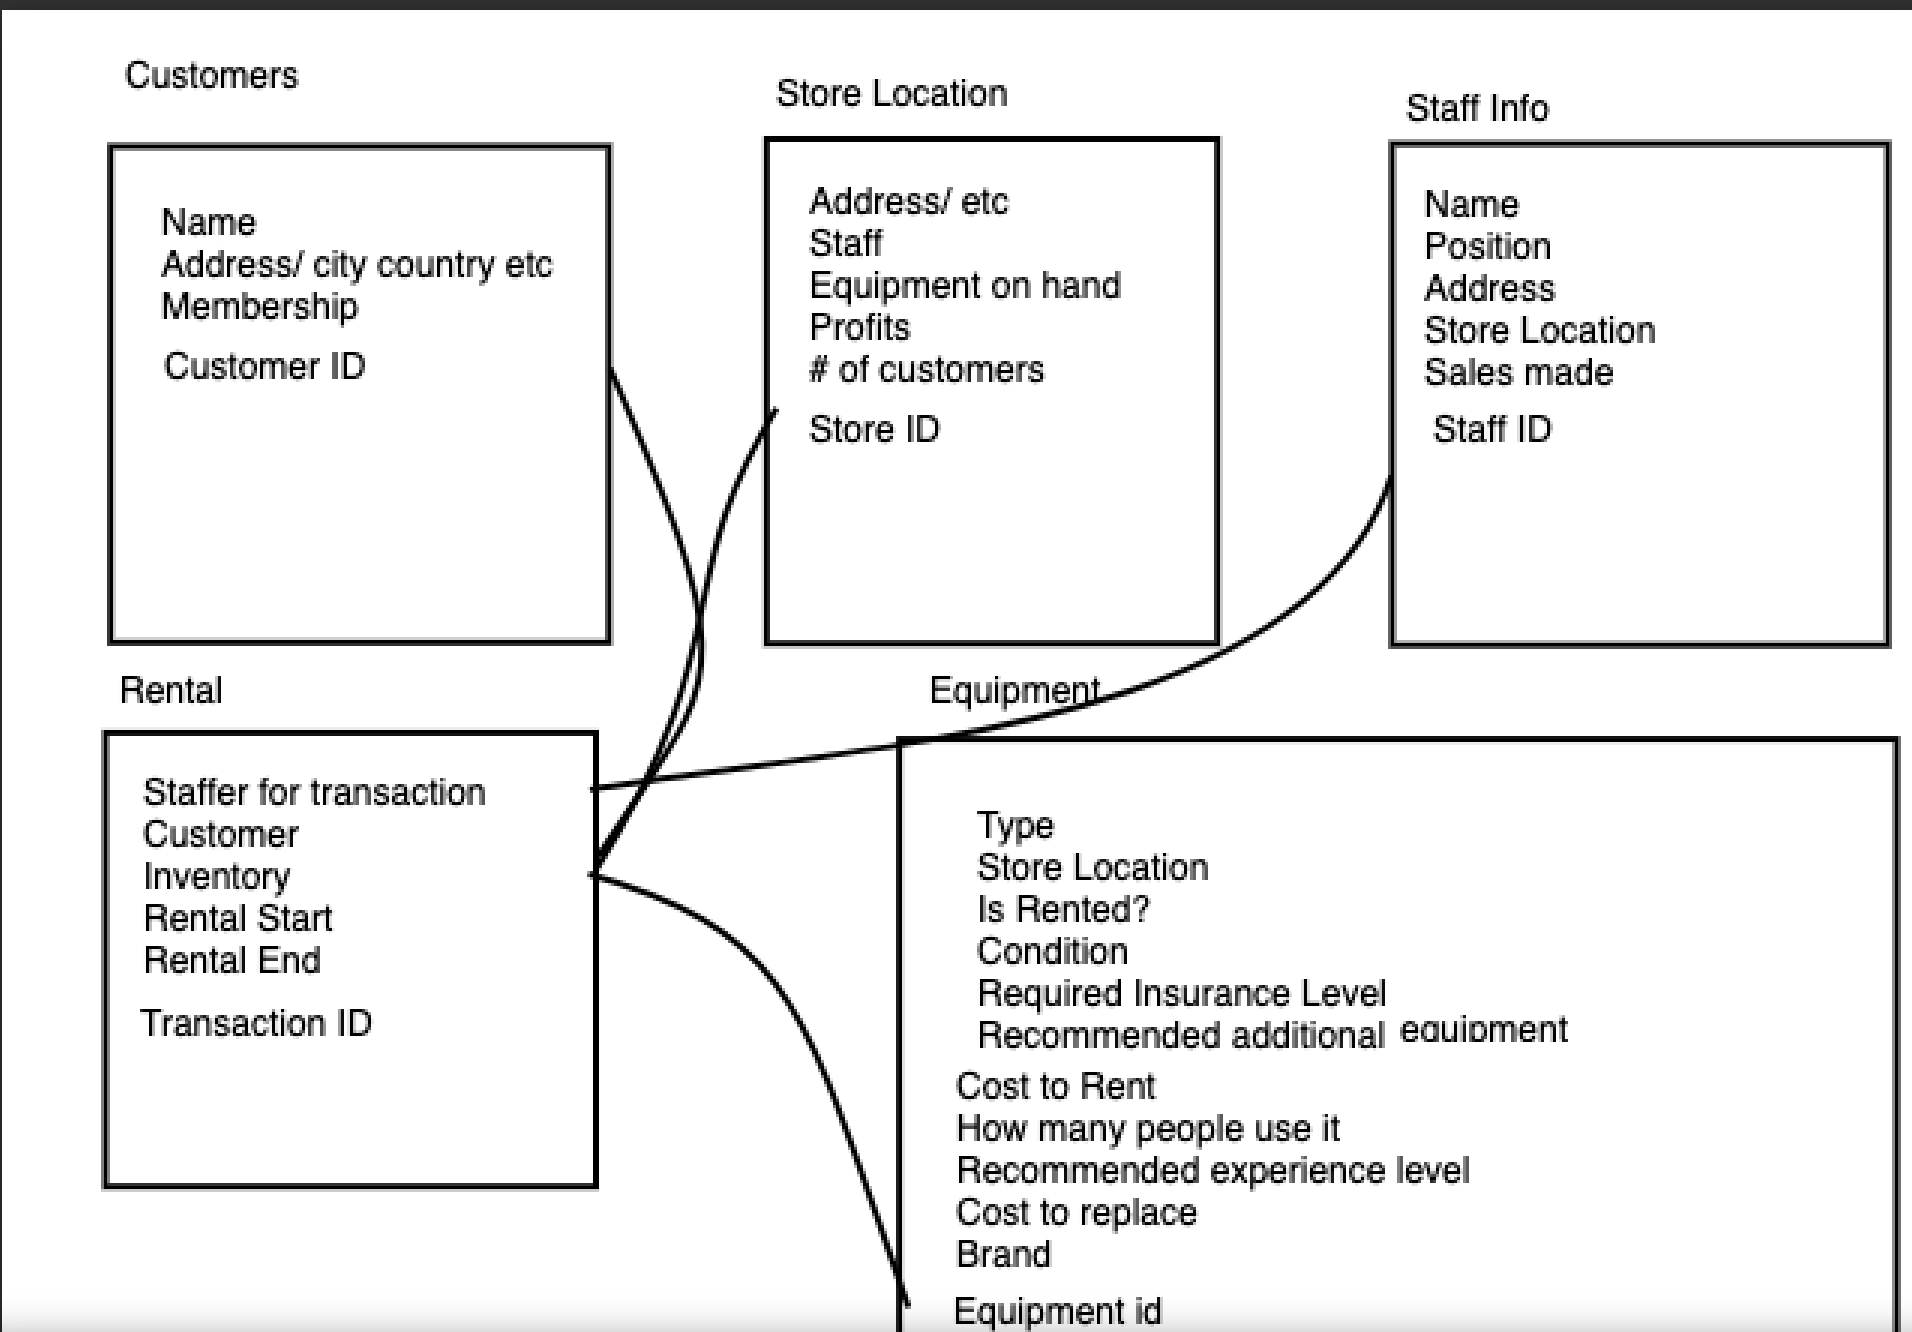 Customers
Name
Address/ city country etc
Membership
Customer ID
Store Location
Address/ etc
Staff
Equipment on hand
Profits
# of customers
Store ID
Staff Info
Name
Position
Address
Store Location
Sales made
Staff ID
Rental
Staffer for transaction
Customer
Inventory
Rental Start
Rental End
Transaction ID
Equipment
Type
Store Location
Is Rented?
Condition
Required Insurance Level
Recommended additional equipment
Cost to Rent
How many people use it
Recommended experience level
Cost to replace
Brand
Equipment id